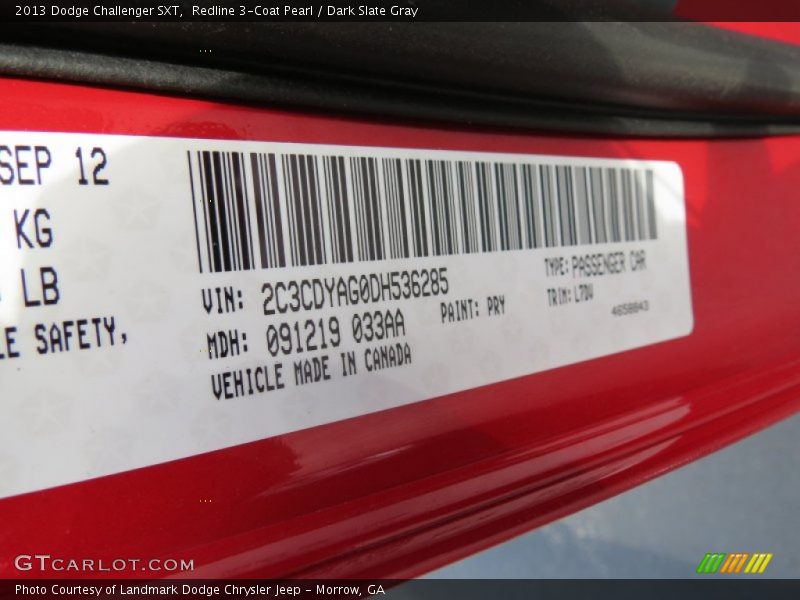 2013 Dodge Challenger SXT, Redline 3-Coat Pearl / Dark Slate Gray
SEP 12
KG
LB
LE SAFETY,
VIN: 2C3CDYAG0DH536285
TYPE: PASSENGER CAR
MDH: 091219 033AA
PAINT: PRY
TRIM: L7DV
4658843
VEHICLE MADE IN CANADA
GTCARLOT.COM
Photo Courtesy of Landmark Dodge Chrysler Jeep - Morrow, GA